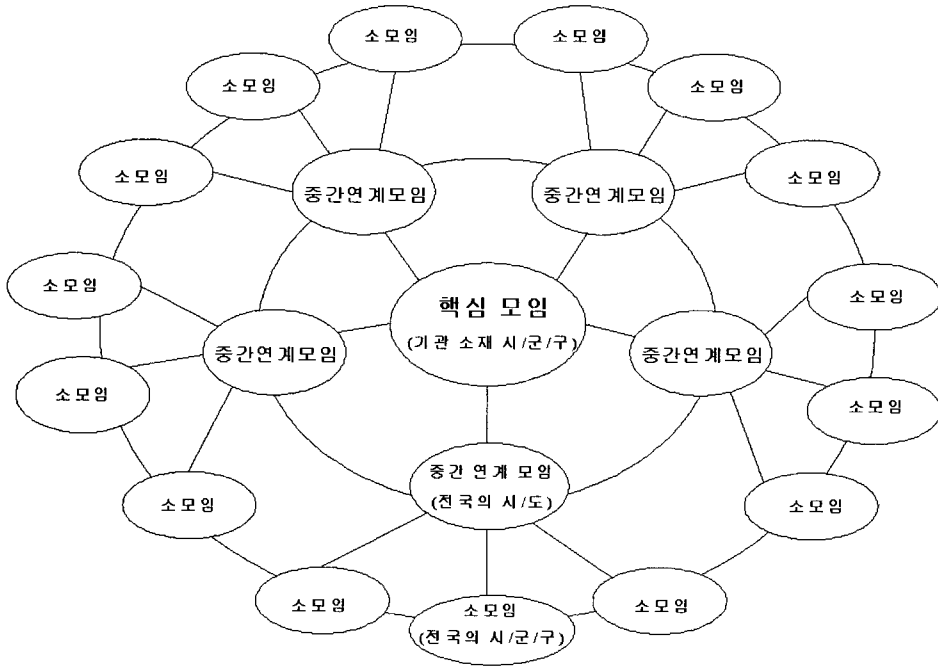 소모임
소모임
소모임
소모임
소모임
소모임
중간연계모임
중간연계모임
소모임
소모임
핵심 모임
(기관 소재 시/군/구)
중간연계모임
중간연계모임
소모임
소모임
중간 연계 모임
(전국의 시/도)
소모임
소모임
소모임
소모임
소모임
(전국의 시/군/구)